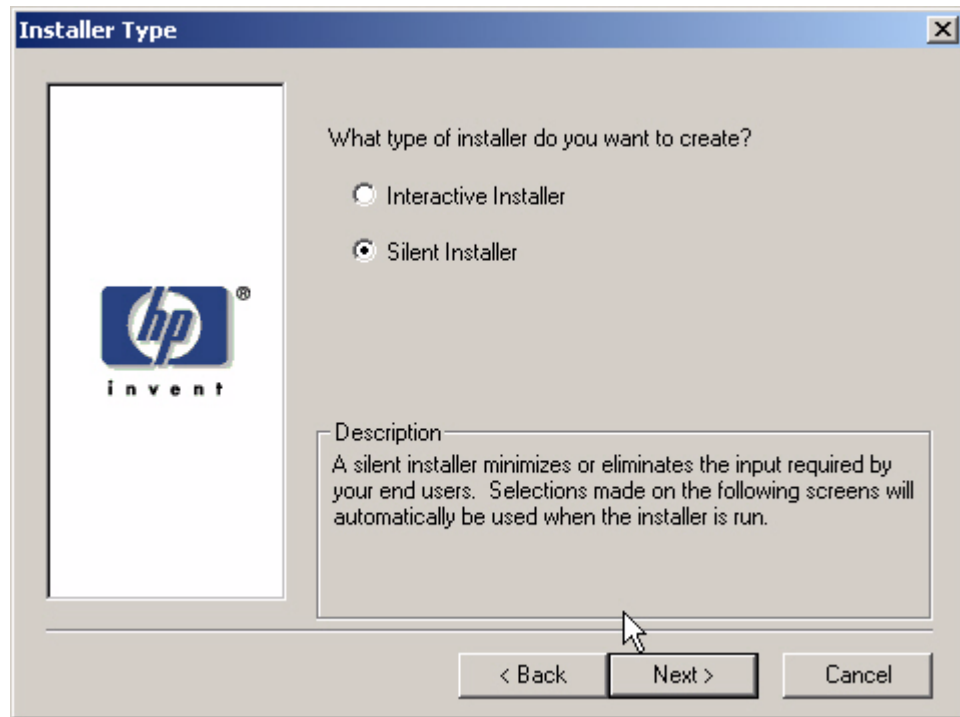 Installer Type
What type of installer do you want to create?
Interactive Installer
Silent Installer
hp ®
invent
Description
A silent installer minimizes or eliminates the input required by
your end users. Selections made on the following screens will
automatically be used when the installer is run.
< Back
Next >
Cancel